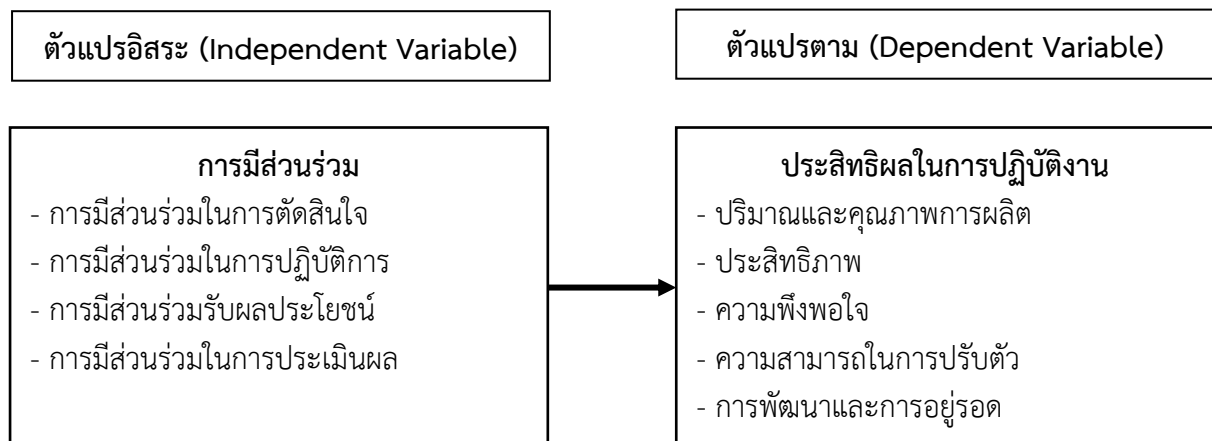 ตัวแปรอิสระ (Independent Variable)
ตัวแปรตาม (Dependent Variable)
การมีส่วนร่วม
- การมีส่วนร่วมในการตัดสินใจ
- การมีส่วนร่วมในการปฏิบัติการ
- การมีส่วนร่วมรับผลประโยชน์
- การมีส่วนร่วมในการประเมินผล
ประสิทธิผลในการปฏิบัติงาน
- ปริมาณและคุณภาพการผลิต
- ประสิทธิภาพ
- ความพึงพอใจ
- ความสามารถในการปรับตัว
- การพัฒนาและการอยู่รอด